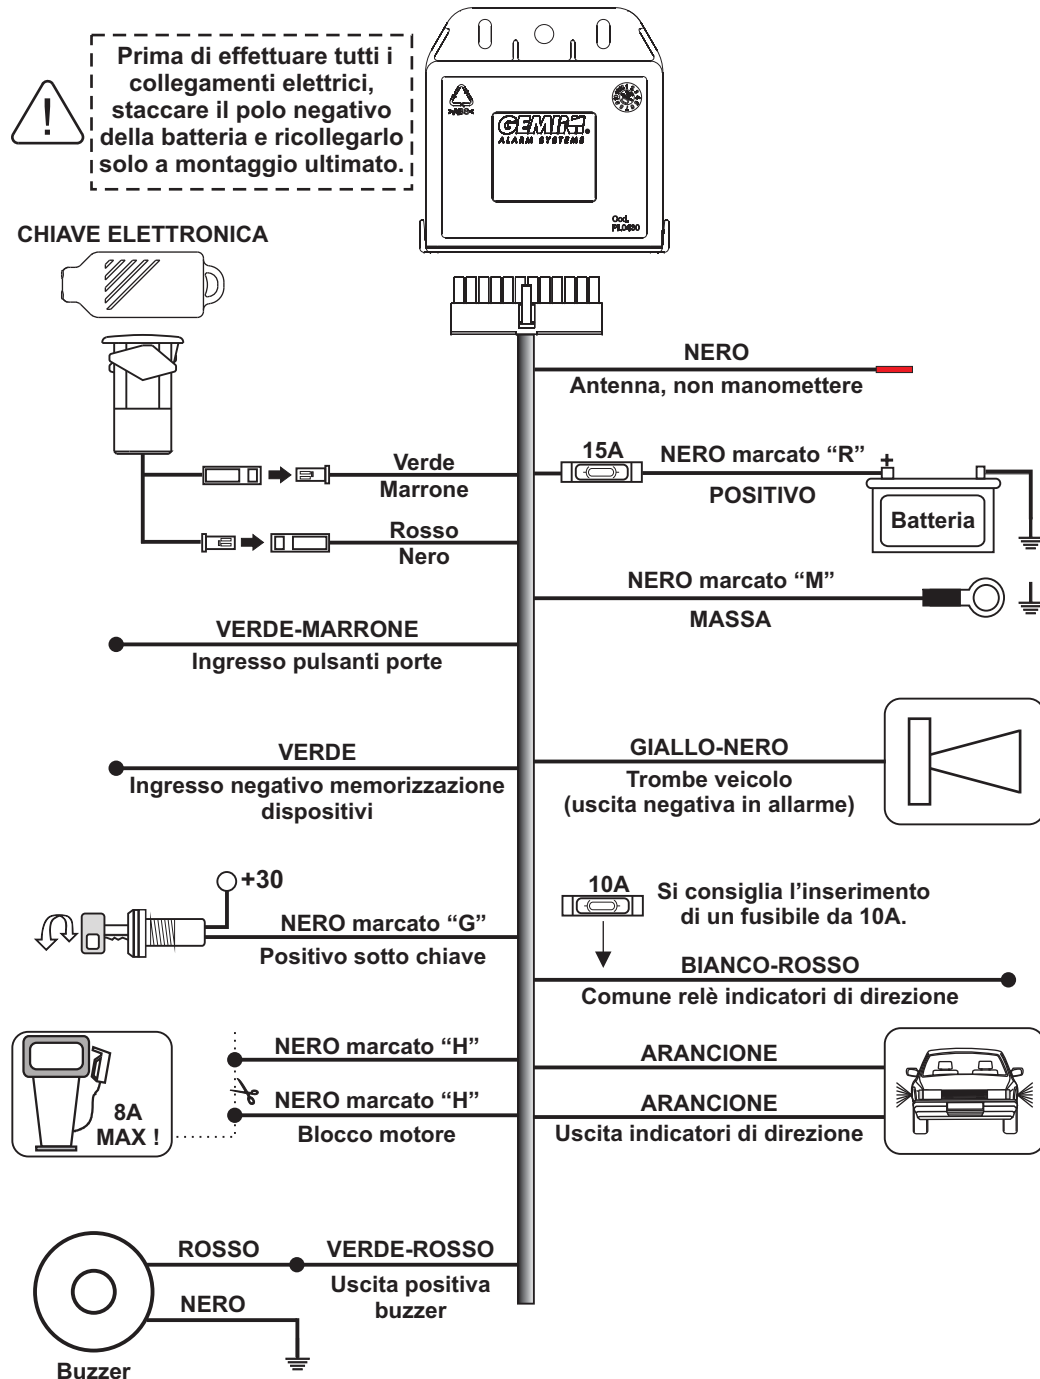 Prima di effettuare tutti i
collegamenti elettrici,
staccare il polo negativo
della batteria e ricollegarlo
solo a montaggio ultimato.
!
>ABS<
GEMINI.
ALARM SYSTEMS
CHIAVE ELETTRONICA
NERO
Antenna, non manomettere
Verde
Marrone
15A
NERO marcato “R”
+
POSITIVO
Batteria
Rosso
Nero
NERO marcato “M”
MASSA
VERDE-MARRONE
Ingresso pulsanti porte
VERDE
Ingresso negativo memorizzazione
dispositivi
GIALLO-NERO
Trombe veicolo
(uscita negativa in allarme)
+30
NERO marcato “G”
Positivo sotto chiave
10A
Si consiglia l’inserimento
di un fusibile da 10A.
BIANCO-ROSSO
Comune relè indicatori di direzione
NERO marcato “H”
NERO marcato “H”
Blocco motore
8A
MAX !
ARANCIONE
ARANCIONE
Uscita indicatori di direzione
ROSSO
VERDE-ROSSO
Uscita positiva
buzzer
NERO
Buzzer